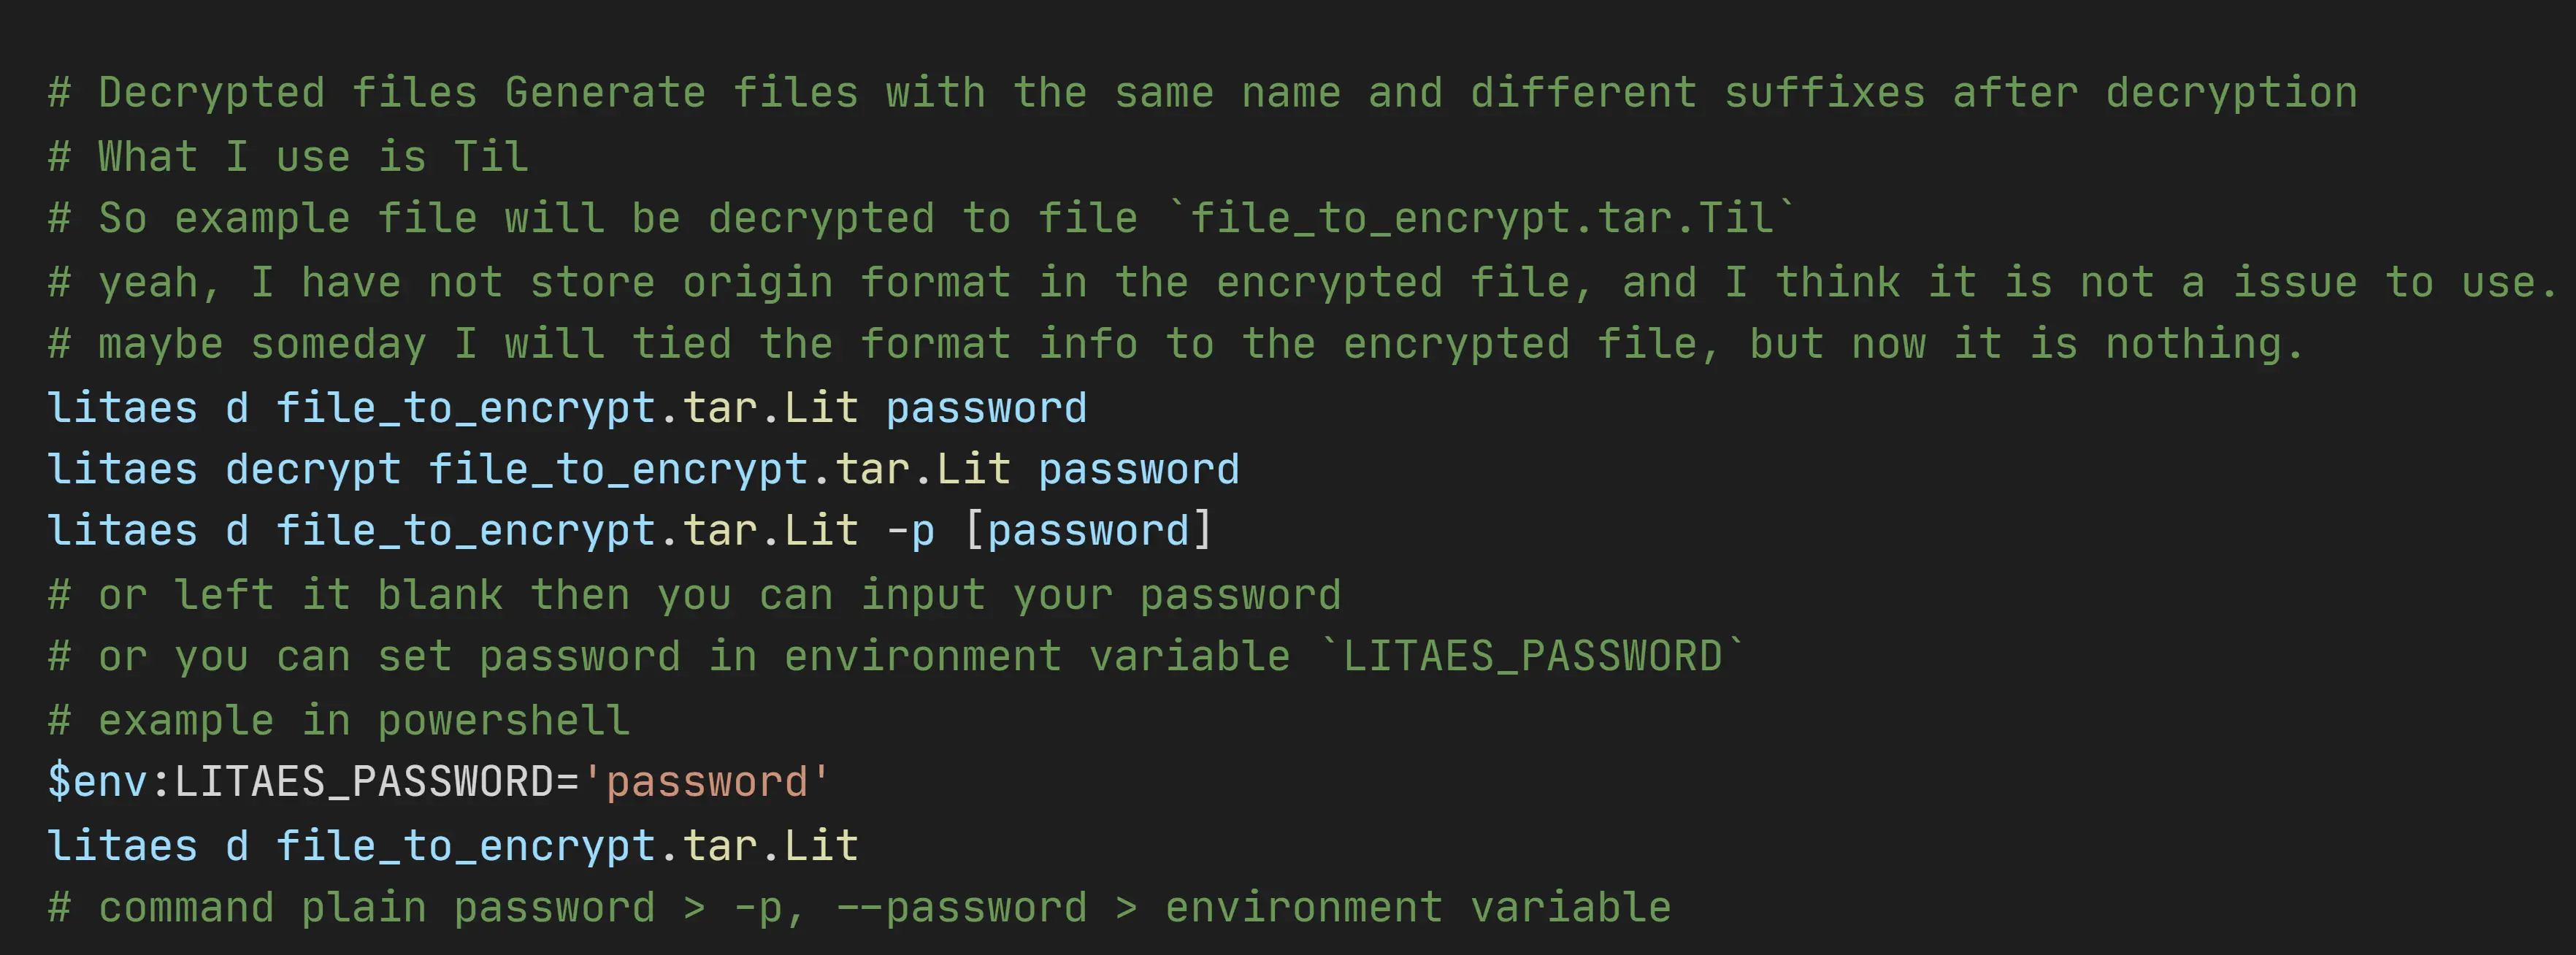 # Decrypted files Generate files with the same name and different suffixes after decryption
# What I use is Til
# So example file will be decrypted to file `file_to_encrypt.tar.Til`
# yeah, I have not store origin format in the encrypted file, and I think it is not a issue to use.
# maybe someday I will tied the format info to the encrypted file, but now it is nothing.
litaes d file_to_encrypt.tar.Lit password
litaes decrypt file_to_encrypt.tar.Lit password
litaes d file_to_encrypt.tar.Lit -p [password]
# or left it blank then you can input your password
# or you can set password in environment variable `LITAES_PASSWORD`
# example in powershell
$env:LITAES_PASSWORD='password'
litaes d file_to_encrypt.tar.Lit
# command plain password > -p, --password > environment variable